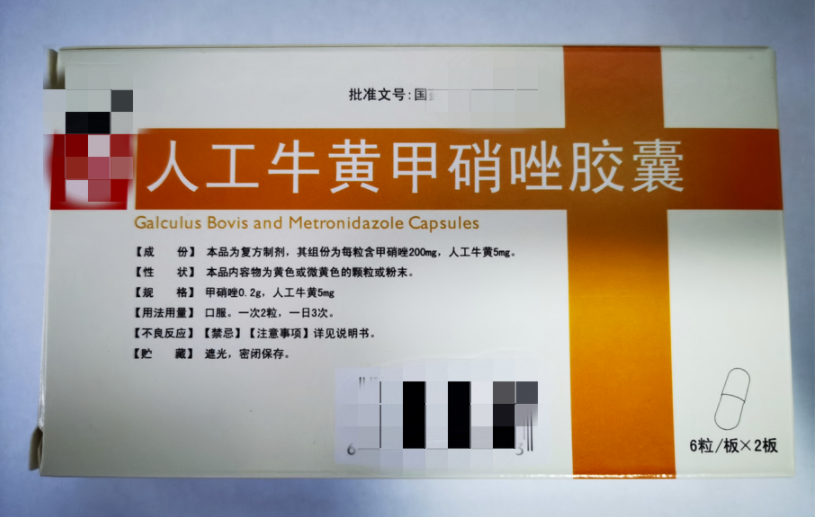 批准文号:国
人工牛黄甲硝唑胶囊
Galculus Bovis and Metronidazole Capsules
【成 份】 本品为复方制剂，其组份为每粒含甲硝唑200mg，人工牛黄5mg。
【性 状】 本品内容物为黄色或微黄色的颗粒或粉末。
【规 格】 甲硝唑0.2g，人工牛黄5mg
【用法用量】 口服。一次2粒，一日3次。
【不良反应】【禁忌】【注意事项】详见说明书。
【贮 藏】 遮光，密闭保存。
6 3
6粒/板×2板